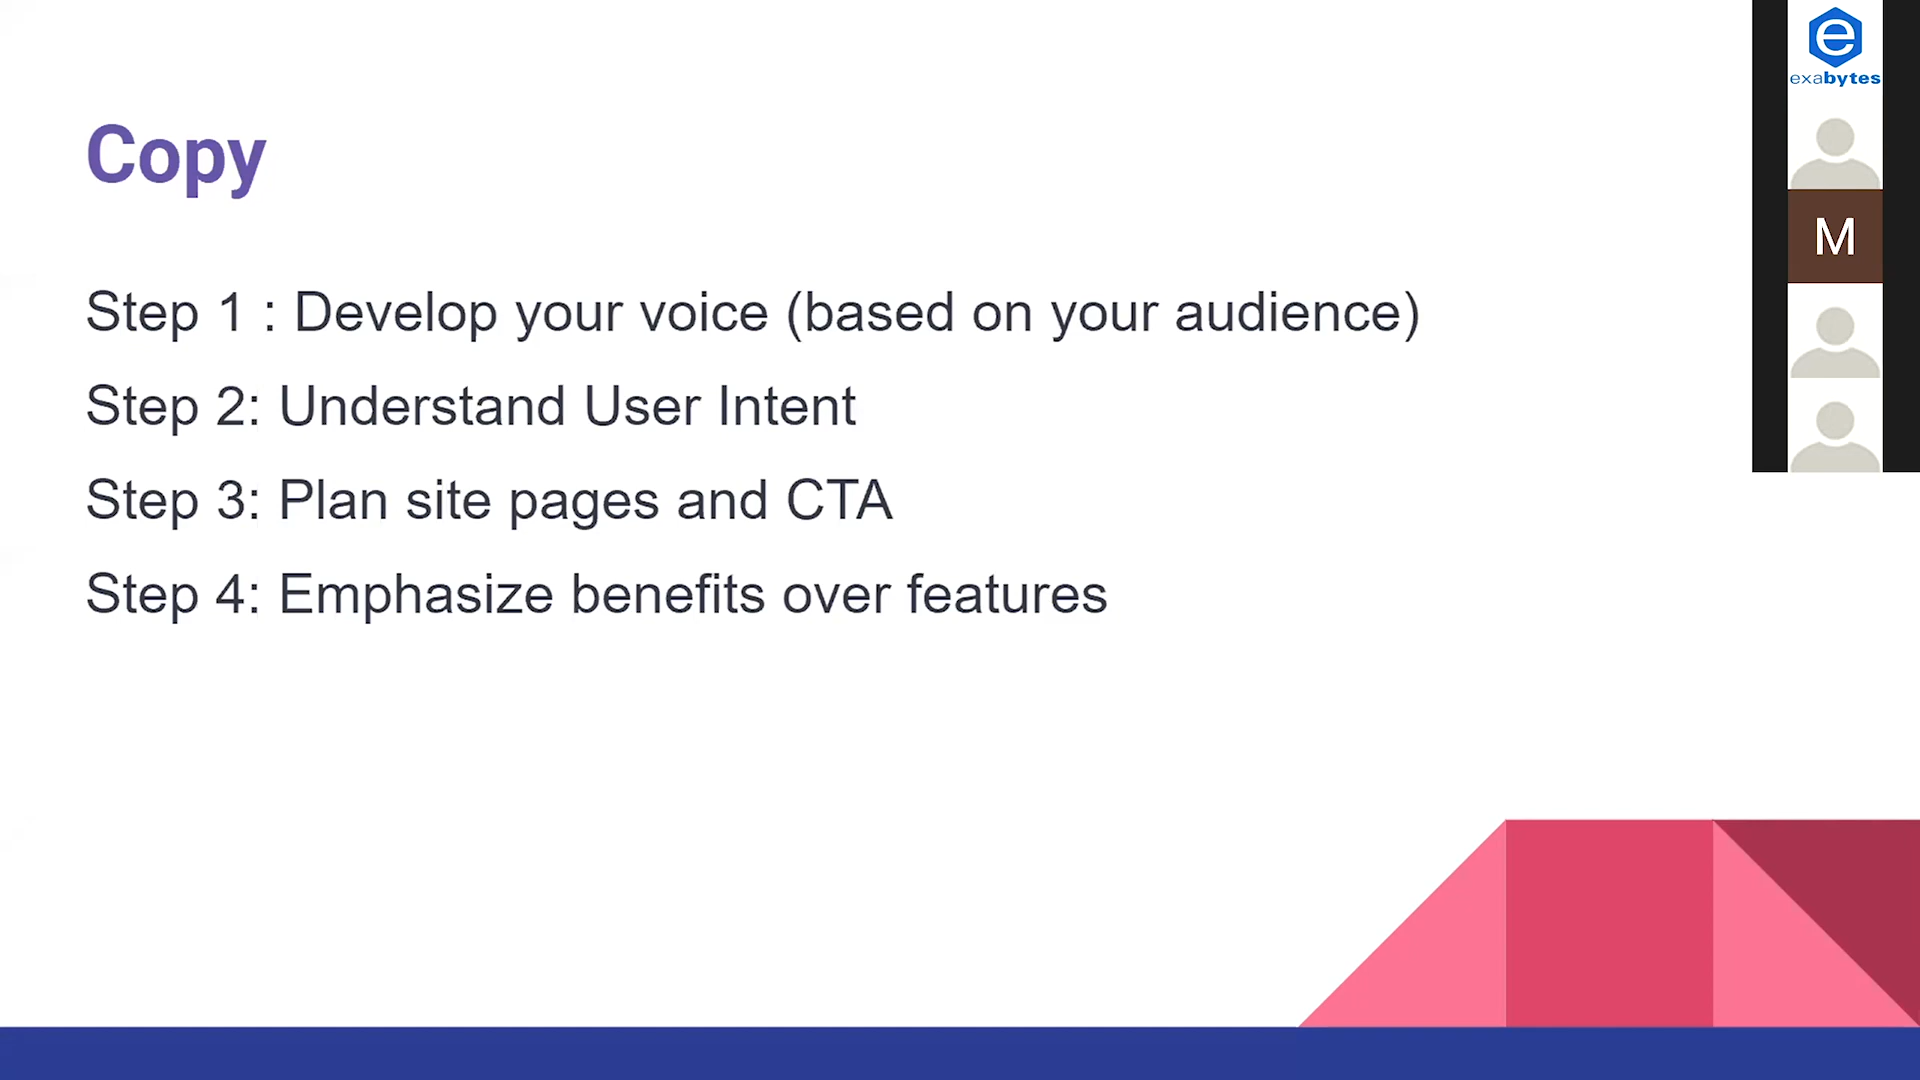 Copy
Step 1 : Develop your voice (based on your audience)
Step 2: Understand User Intent
Step 3: Plan site pages and CTA
Step 4: Emphasize benefits over features
e
exabytes
M